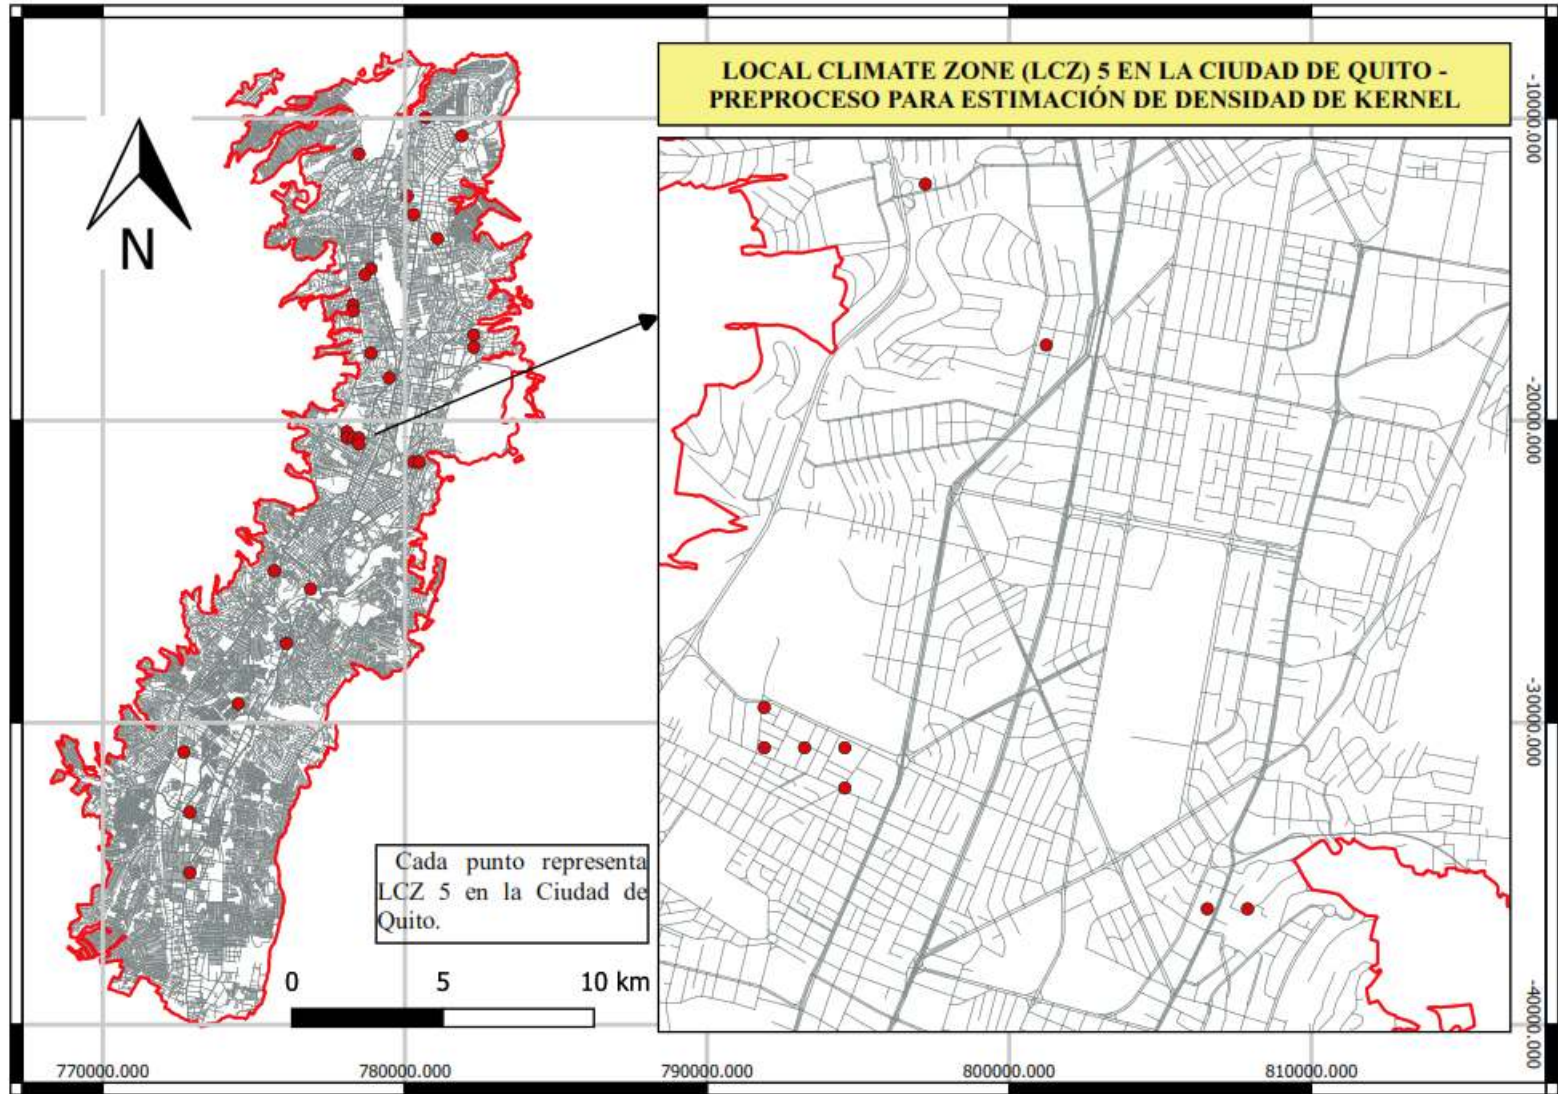 LOCAL CLIMATE ZONE (LCZ) 5 EN LA CIUDAD DE QUITO -
PREPROCESO PARA ESTIMACIÓN DE DENSIDAD DE KERNEL
N
Cada punto representa
LCZ 5 en la Ciudad de
Quito.
0 5 10 km
-10000.000
-20000.000
-30000.000
-40000.000
770000.000 780000.000 790000.000 800000.000 810000.000